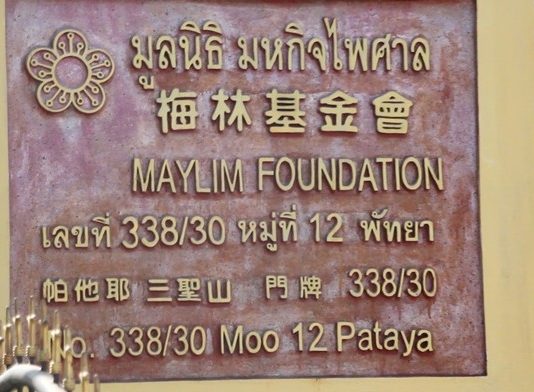 มูลนิธิ มหกิจไพศาล
梅林基金會
MAYLIM FOUNDATION
เลขที่ 338/30 หมู่ที่ 12 พัทยา
帕他耶 三聖山 門牌 338/30
No. 338/30 Moo 12 Pataya